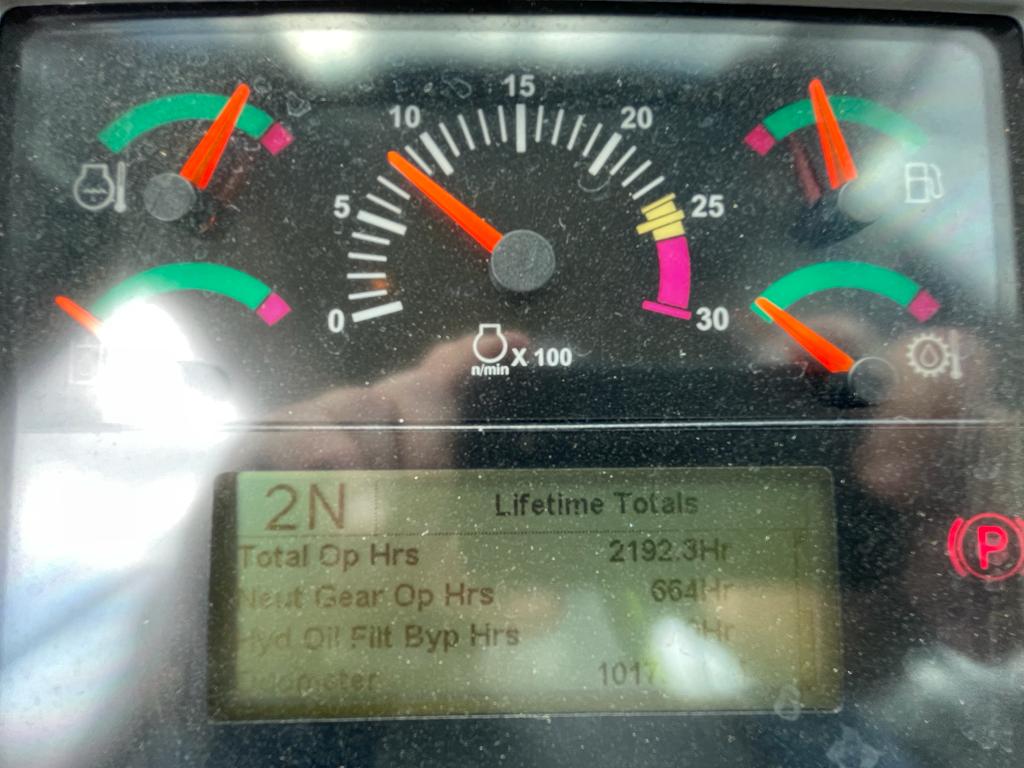 15
10
20
5
25
0
30
n/min X 100
2N
Lifetime Totals
Total Op Hrs 2192.3Hr
Neut Gear Op Hrs 664Hr
Hyd Oil Filt Byp Hrs
Odometer
P